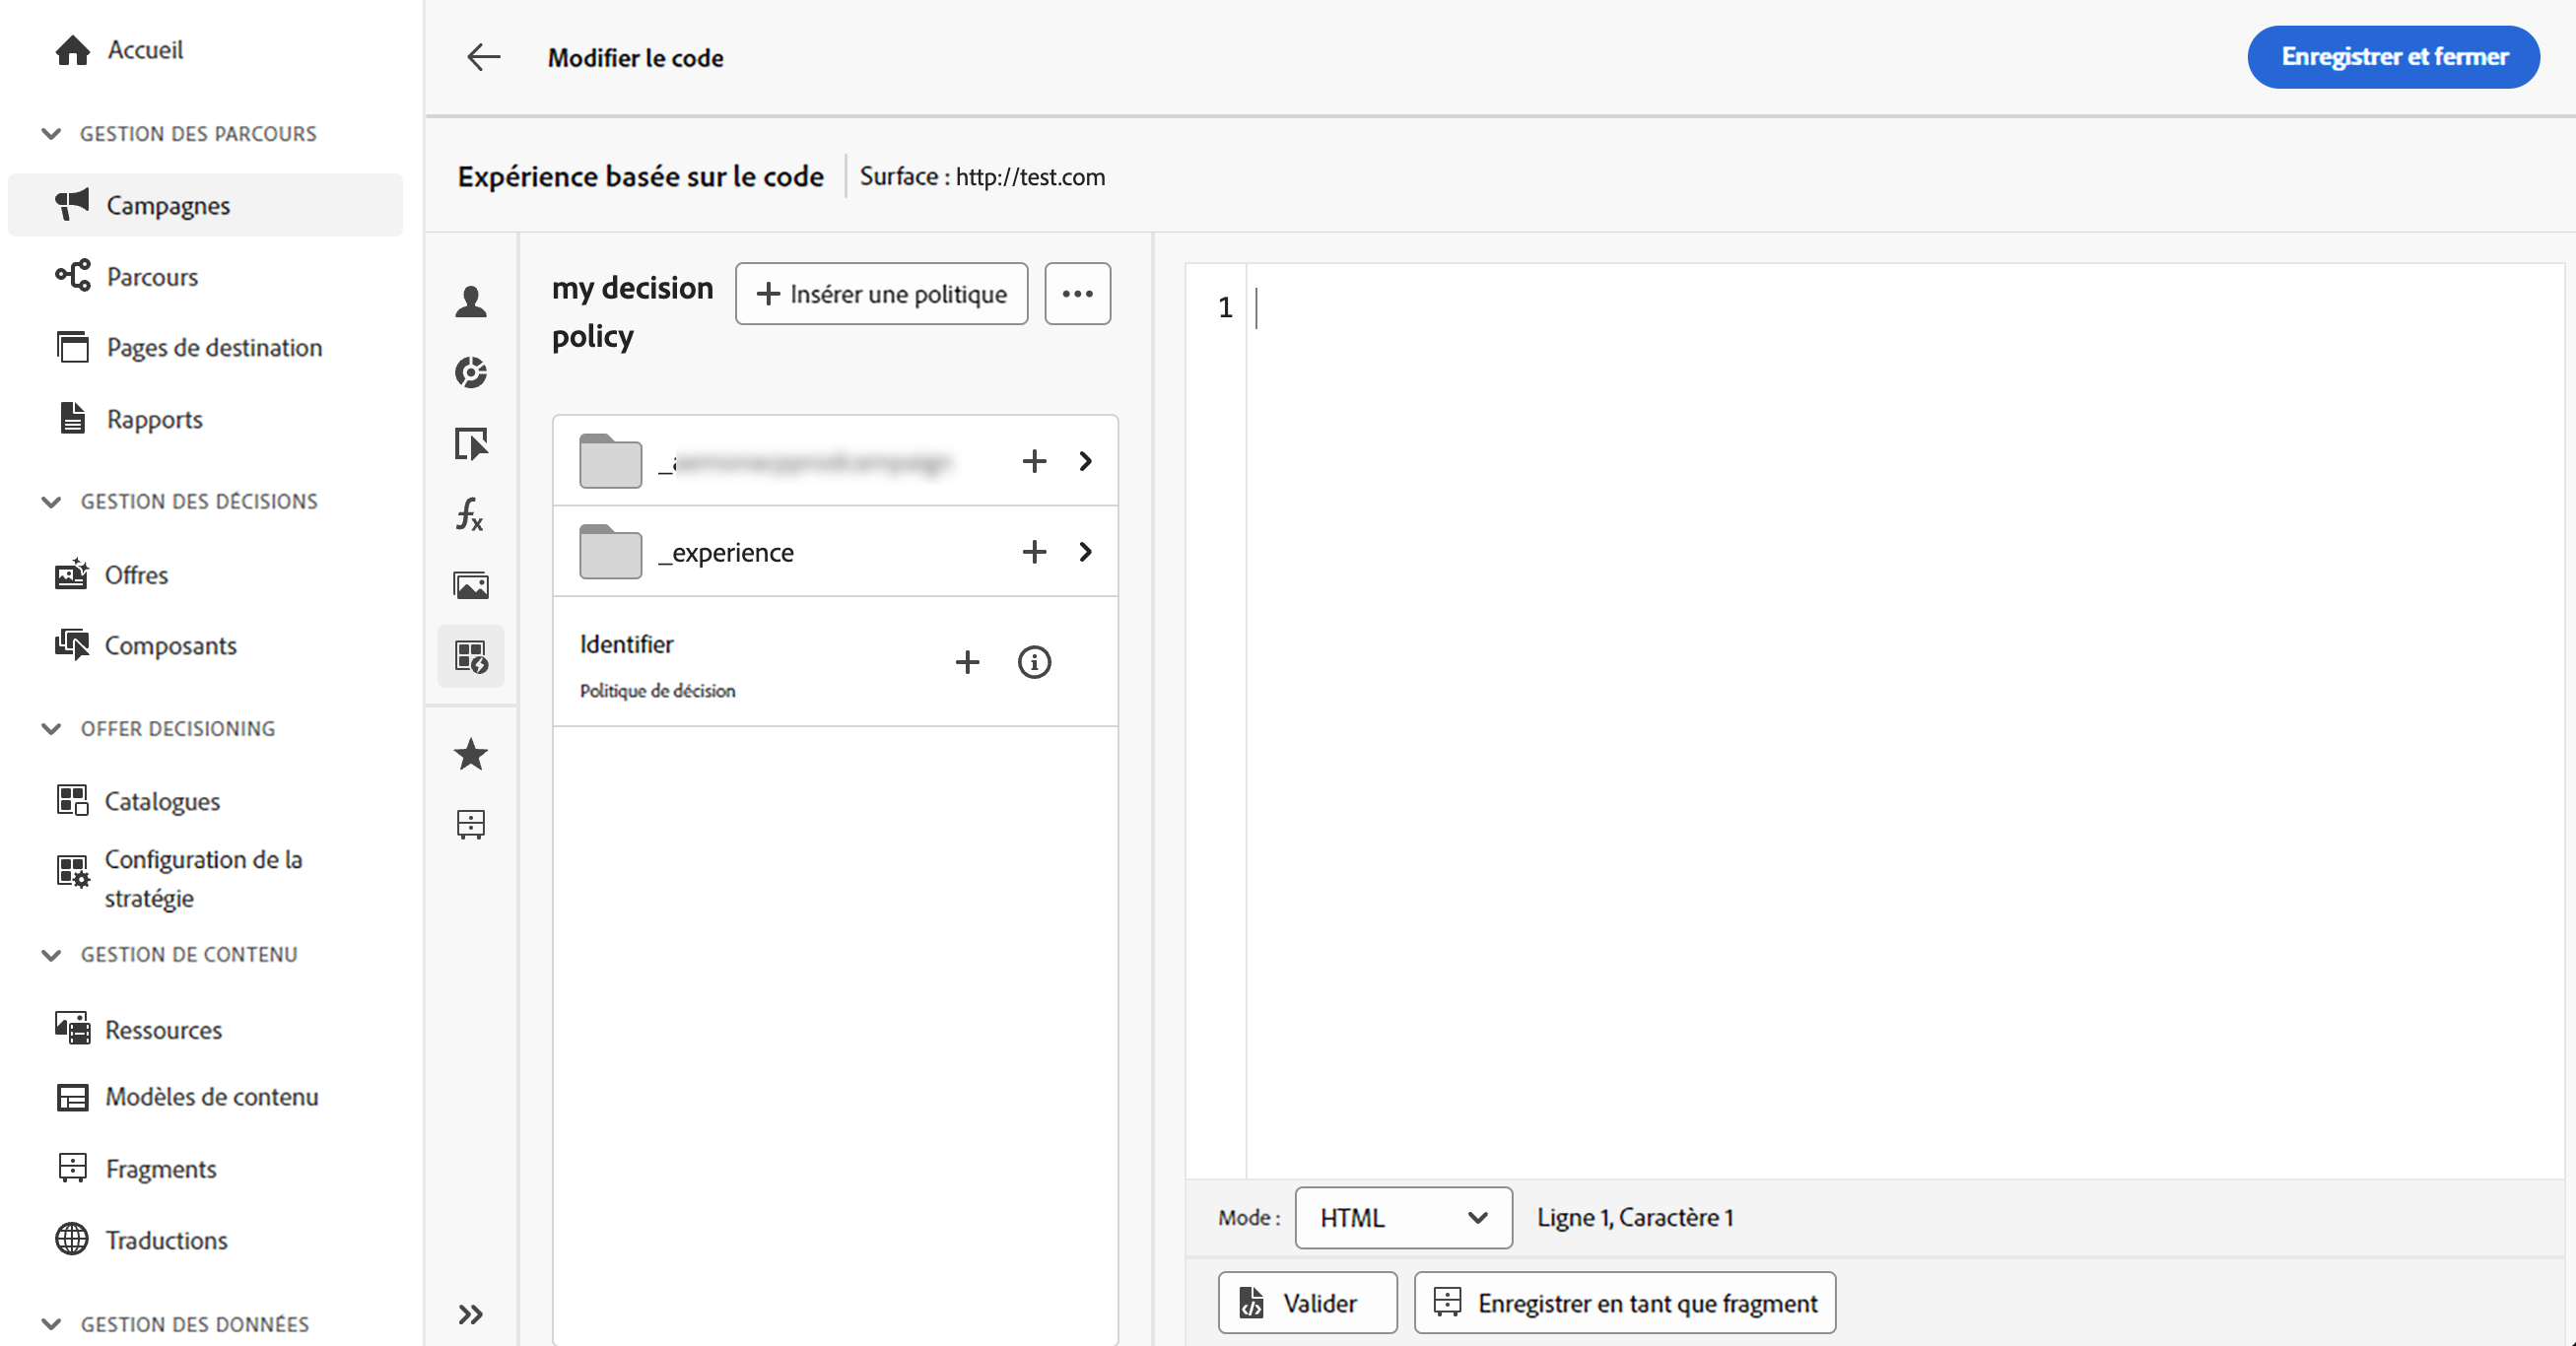 Accueil
GESTION DES PARCOURS
Campagnes
Parcours
Pages de destination
Rapports
GESTION DES DÉCISIONS
Offres
Composants
OFFER DECISIONING
Catalogues
Configuration de la
stratégie
GESTION DE CONTENU
Ressources
Modèles de contenu
Fragments
Traductions
GESTION DES DONNÉES
Modifier le code
Enregistrer et fermer
Expérience basée sur le code
Surface : http://test.com
my decision
policy
Insérer une politique
_experience
Identifier
Politique de décision
1
Mode :
HTML
Ligne 1, Caractère 1
Valider
Enregistrer en tant que fragment